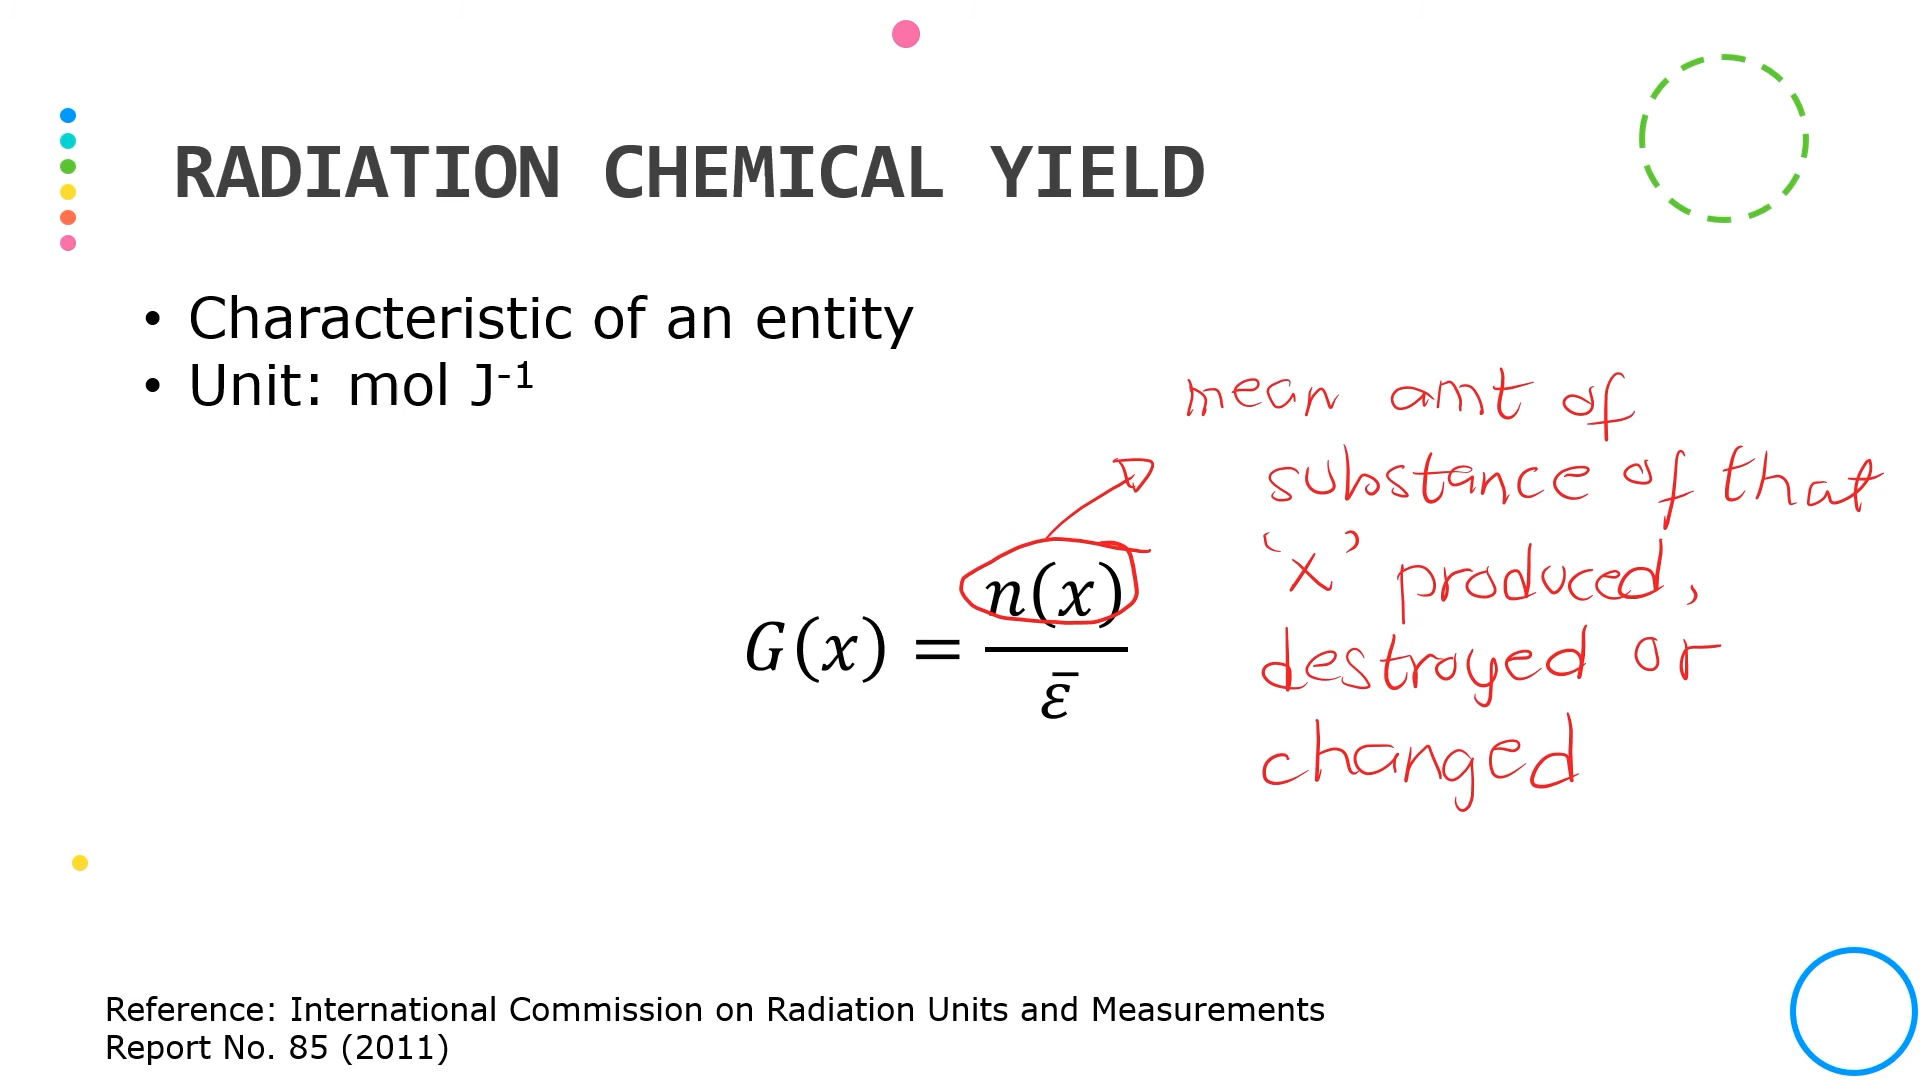 RADIATION CHEMICAL YIELD
• Characteristic of an entity
• Unit: mol J⁻¹
mean amt of
substance of that
‘x’ produced,
destroyed or
changed
G(x) = n(x) / ε̄
Reference: International Commission on Radiation Units and Measurements
Report No. 85 (2011)